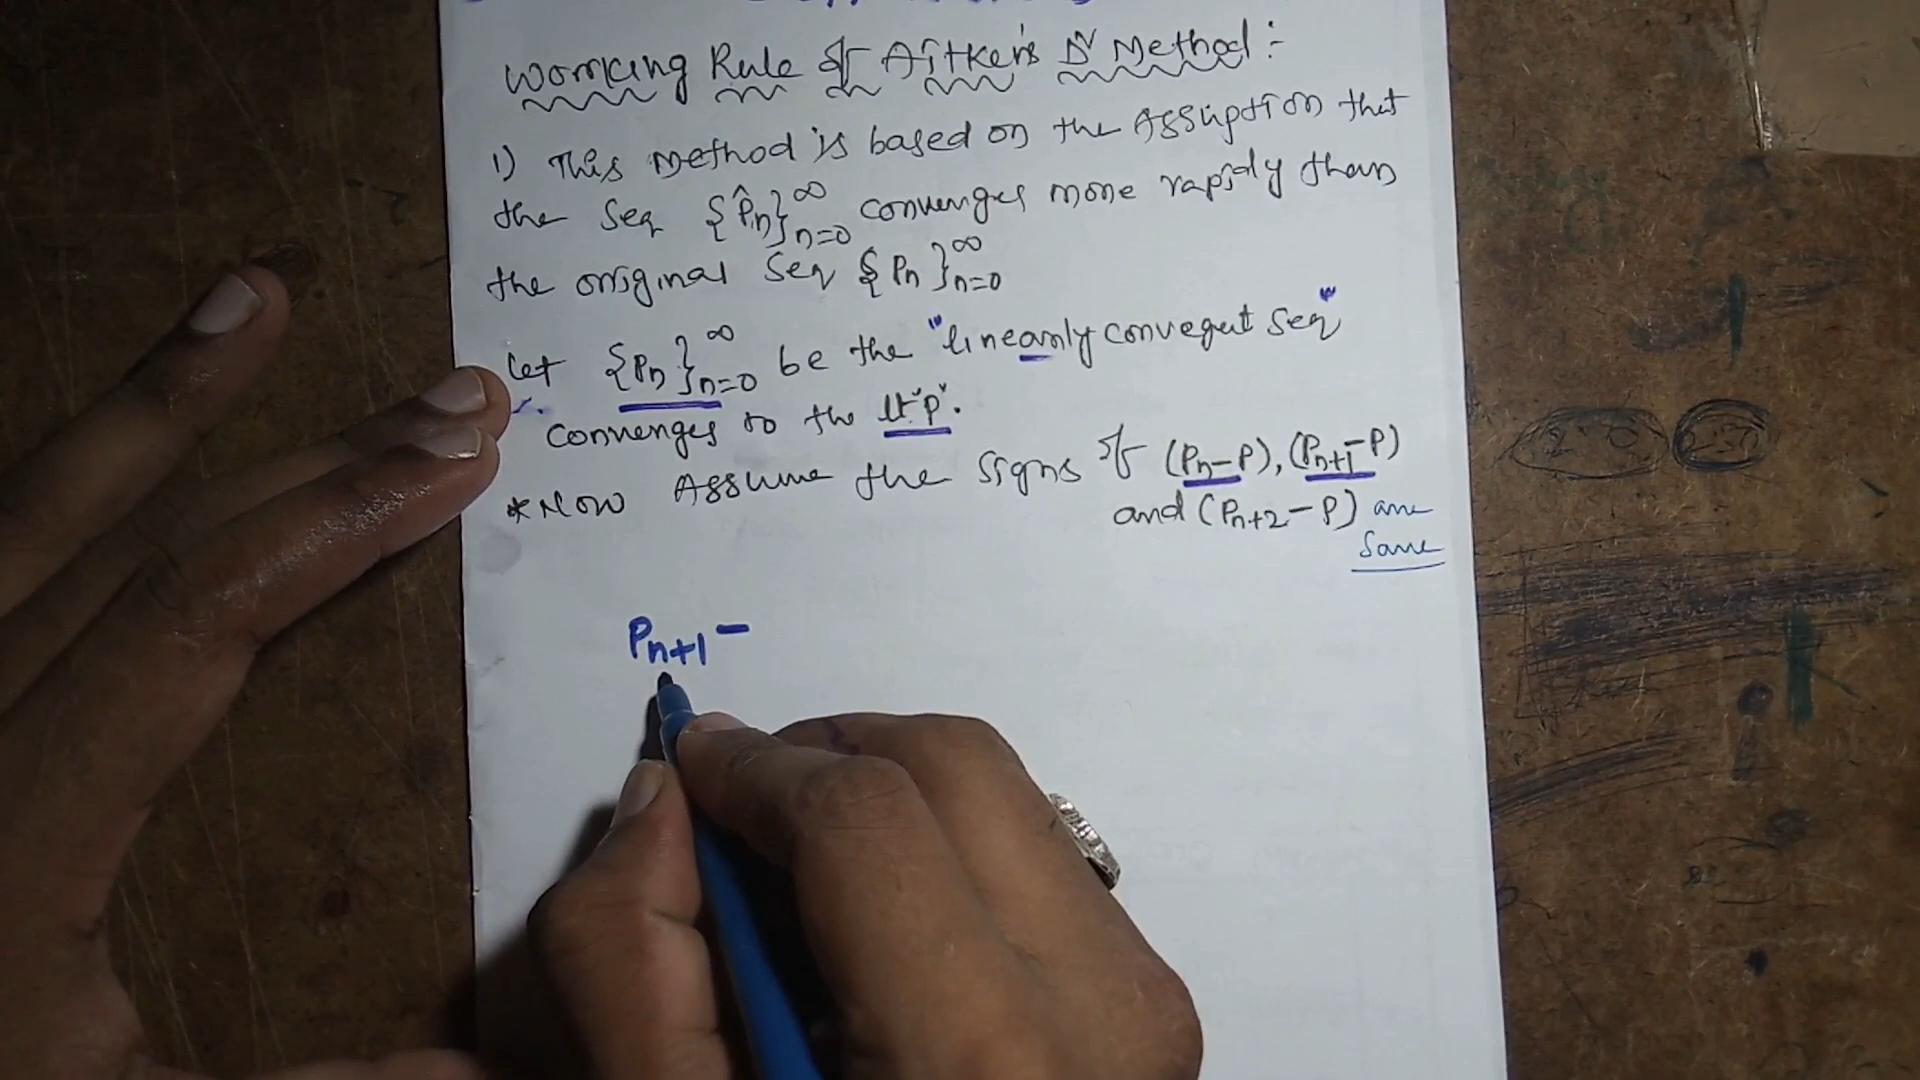 Working Rule of Aitken's Δ² Method :-
1) This Method is based on the Assuption that
the Seq {P̂n}∞n=0 converges more rapidly than
the original Seq {Pn}∞n=0
Let {Pn}∞n=0 be the "linearly convegent Seq"
Converges to the lt "P".
*Now Assume the signs of (Pn-P), (Pn+1-P)
and (Pn+2-P) are
Same
Pn+1 -